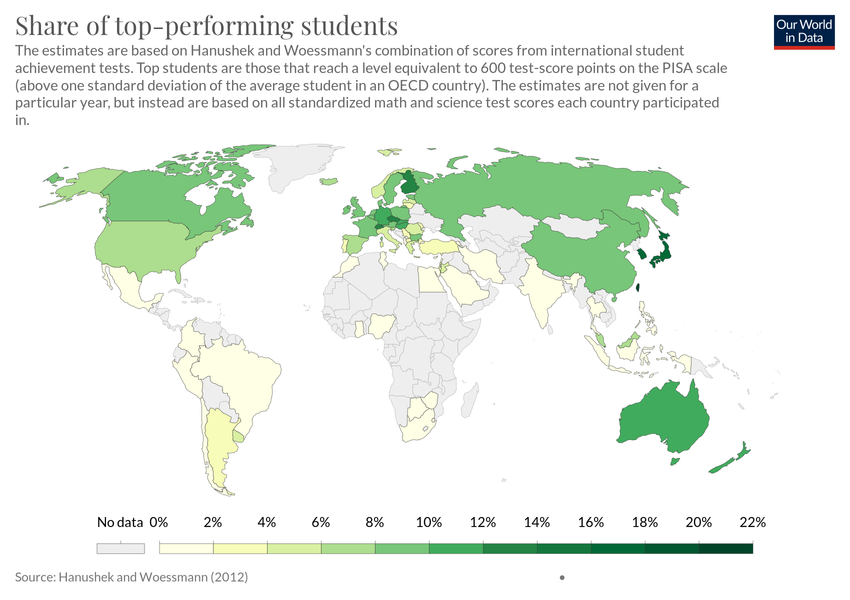 Share of top-performing students
Our World
in Data
The estimates are based on Hanushek and Woessmann's combination of scores from international student
achievement tests. Top students are those that reach a level equivalent to 600 test-score points on the PISA scale
(above one standard deviation of the average student in an OECD country). The estimates are not given for a
particular year, but instead are based on all standardized math and science test scores each country participated
in.
No data 0% 2% 4% 6% 8% 10% 12% 14% 16% 18% 20% 22%
Source: Hanushek and Woessmann (2012)